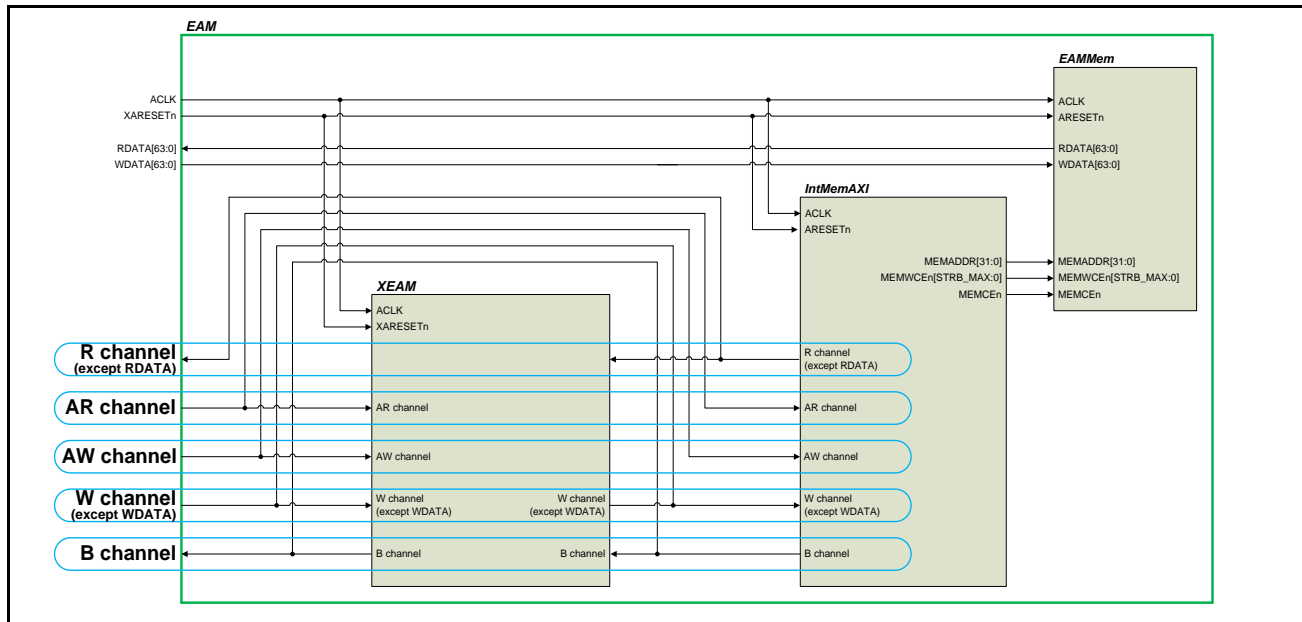 EAM
EAMMem
ACLK
XARESETn
RDATA[63:0]
WDATA[63:0]
ACLK
ARESETn
RDATA[63:0]
WDATA[63:0]
IntMemAXI
ACLK
ARESETn
MEMADDR[31:0]
MEMWCEn[STRB_MAX:0]
MEMCEn
MEMADDR[31:0]
MEMWCEn[STRB_MAX:0]
MEMCEn
XEAM
ACLK
XARESETn
R channel
(except RDATA)
R channel
(except RDATA)
AR channel
AR channel
AR channel
AW channel
AW channel
AW channel
W channel
(except WDATA)
W channel
(except WDATA)
W channel
(except WDATA)
W channel
(except WDATA)
B channel
B channel
B channel
B channel